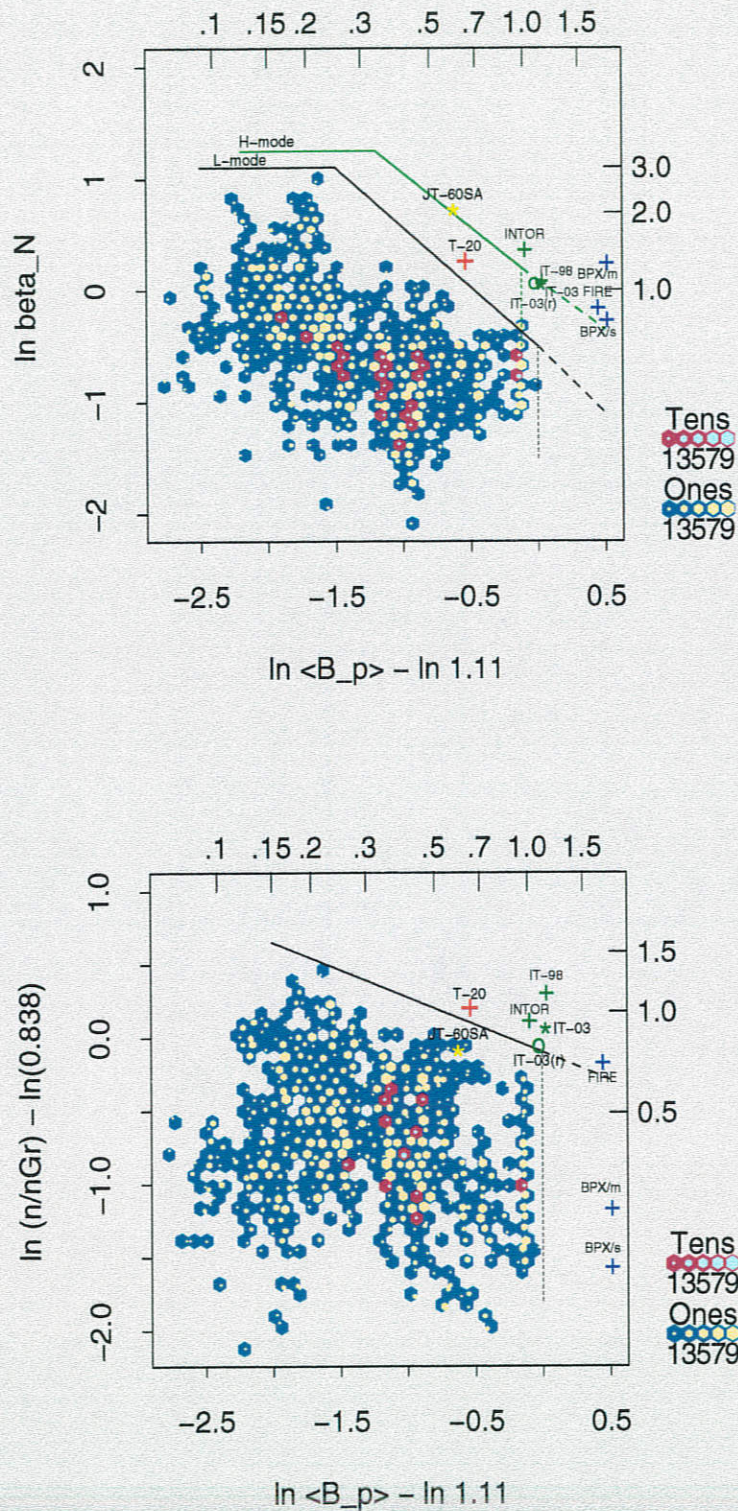 .1 .15 .2 .3 .5 .7 1.0 1.5
2
1
0
−1
−2
ln beta_N
H−mode
L−mode
JT−60SA
T−20
INTOR
IT−98
BPX/m
IT−03
FIRE
IT−03(r)
BPX/s
3.0
2.0
1.0
Tens
13579
Ones
13579
−2.5 −1.5 −0.5 0.5
ln <B_p> − ln 1.11
.1 .15 .2 .3 .5 .7 1.0 1.5
1.0
0.0
−1.0
−2.0
ln (n/nGr) − ln(0.838)
IT−98
T−20
INTOR
JT−60SA
IT−03
IT−03(r)
FIRE
BPX/m
BPX/s
1.5
1.0
0.5
Tens
13579
Ones
13579
−2.5 −1.5 −0.5 0.5
ln <B_p> − ln 1.11